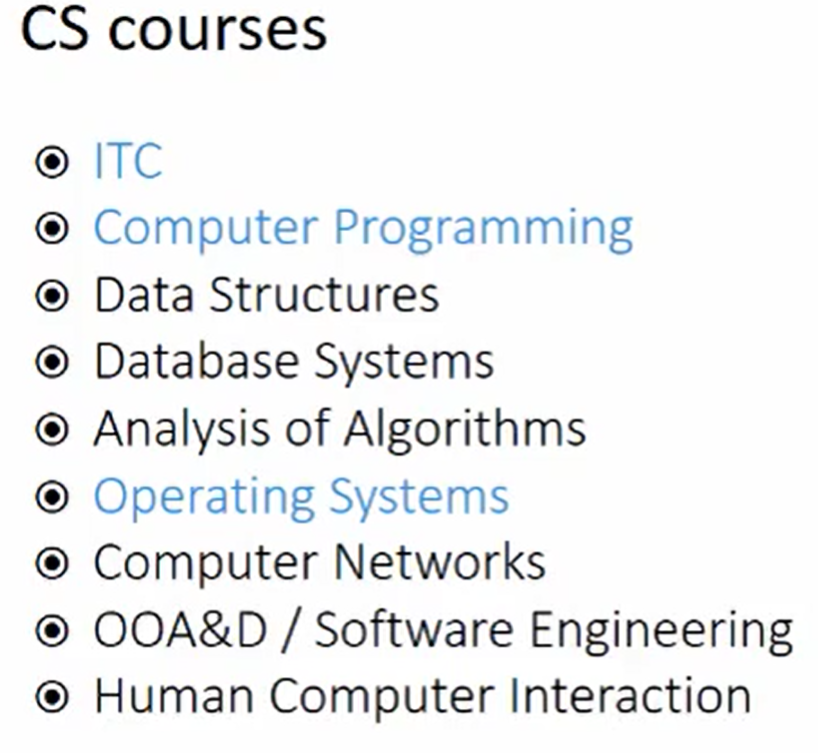 CS courses
ITC
Computer Programming
Data Structures
Database Systems
Analysis of Algorithms
Operating Systems
Computer Networks
OOA&D / Software Engineering
Human Computer Interaction